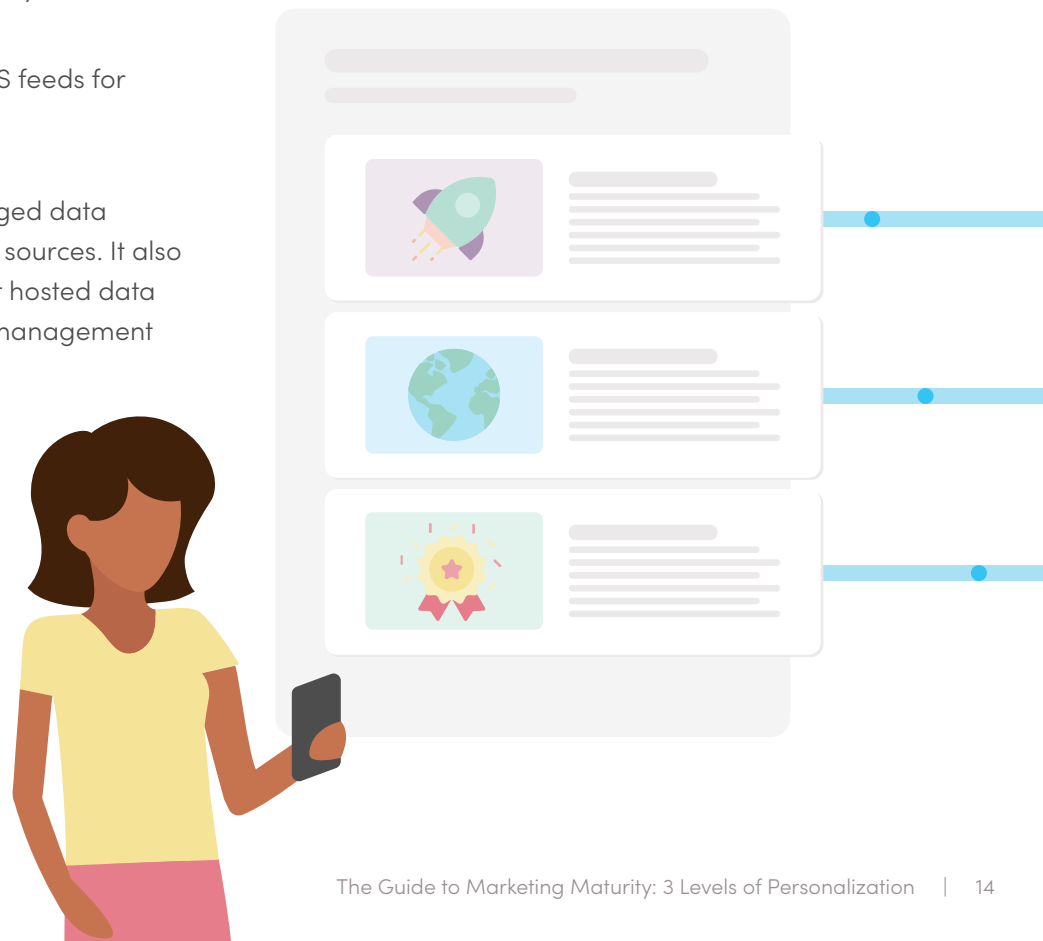 S feeds for
ged data
sources. It also
hosted data
management
The Guide to Marketing Maturity: 3 Levels of Personalization | 14